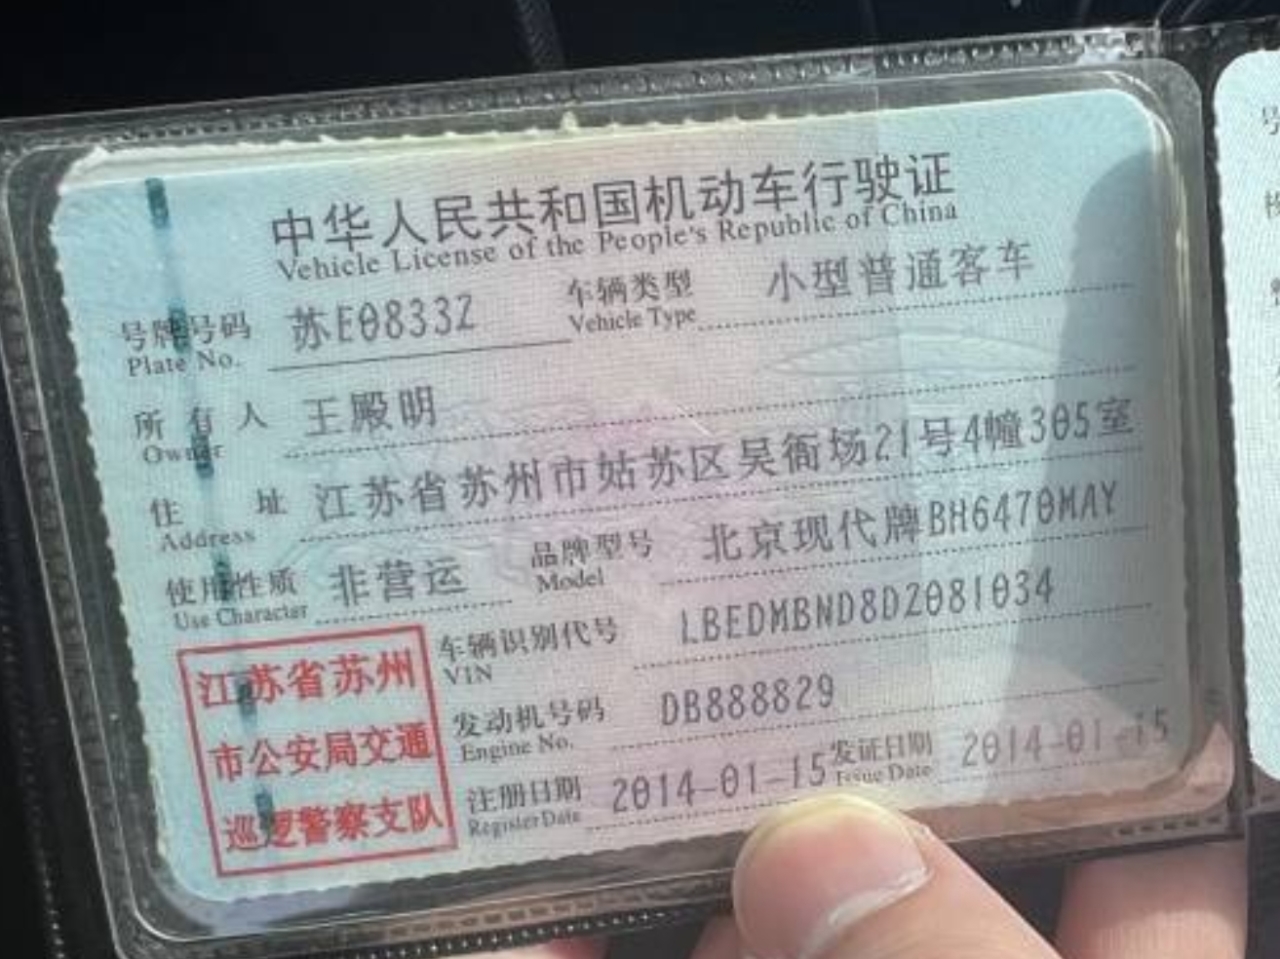 中华人民共和国机动车行驶证
Vehicle License of the People's Republic of China
号牌号码 苏E08332 车辆类型 小型普通客车
Plate No. Vehicle Type
所有人 王殿明
Owner
住址 江苏省苏州市姑苏区吴衙场21号4幢305室
Address
使用性质 非营运 品牌型号 北京现代牌BH6470MAY
Use Character Model
车辆识别代号 LBEDMBND8D2081034
VIN
发动机号码 DB888829
Engine No.
注册日期 2014-01-15 发证日期 2014-01-15
Register Date Issue Date
江苏省苏州
市公安局交通
巡逻警察支队
号